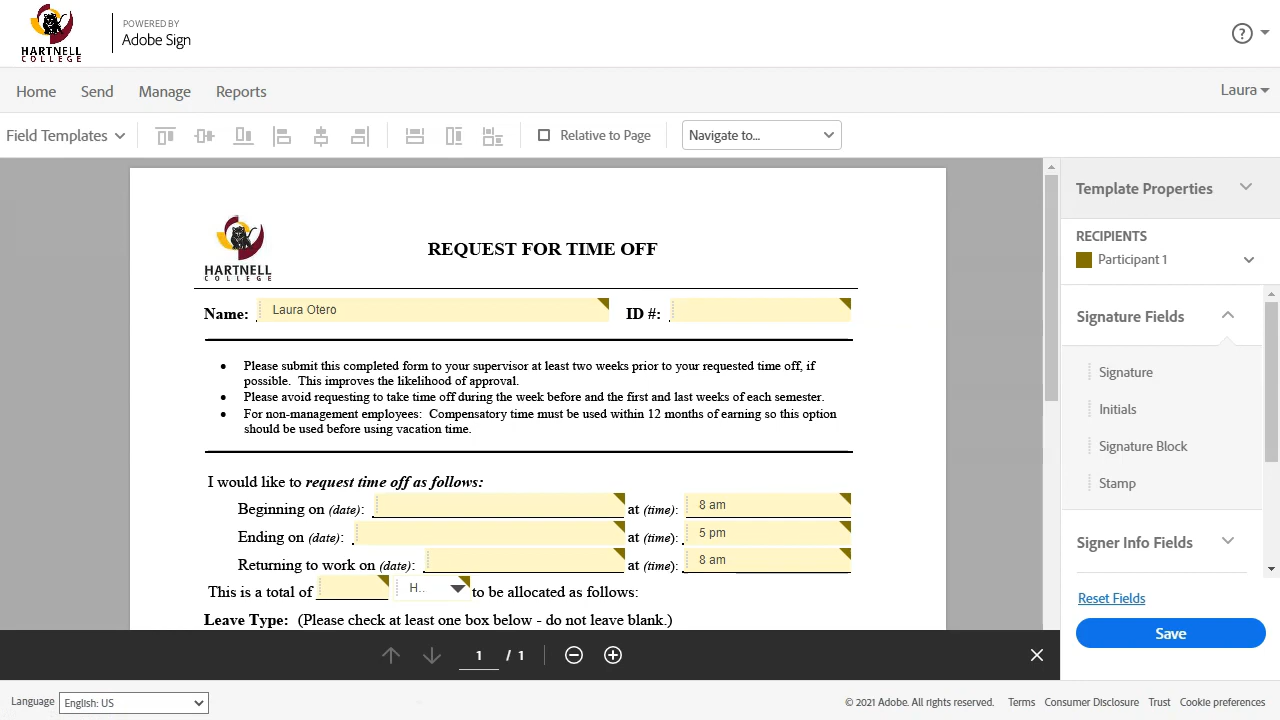 HARTNELL
COLLEGE
POWERED BY
Adobe Sign
Home Send Manage Reports
Laura
Field Templates
Relative to Page
Navigate to...
HARTNELL
COLLEGE
REQUEST FOR TIME OFF
Name: Laura Otero ID #:
• Please submit this completed form to your supervisor at least two weeks prior to your requested time off, if
possible. This improves the likelihood of approval.
• Please avoid requesting to take time off during the week before and the first and last weeks of each semester.
• For non-management employees: Compensatory time must be used within 12 months of earning so this option
should be used before using vacation time.
I would like to request time off as follows:
Beginning on (date): at (time): 8 am
Ending on (date): at (time): 5 pm
Returning to work on (date): at (time): 8 am
This is a total of H.. to be allocated as follows:
Leave Type: (Please check at least one box below - do not leave blank.)
1 / 1
Template Properties
RECIPIENTS
Participant 1
Signature Fields
Signature
Initials
Signature Block
Stamp
Signer Info Fields
Reset Fields
Save
Language English: US
© 2021 Adobe. All rights reserved. Terms Consumer Disclosure Trust Cookie preferences